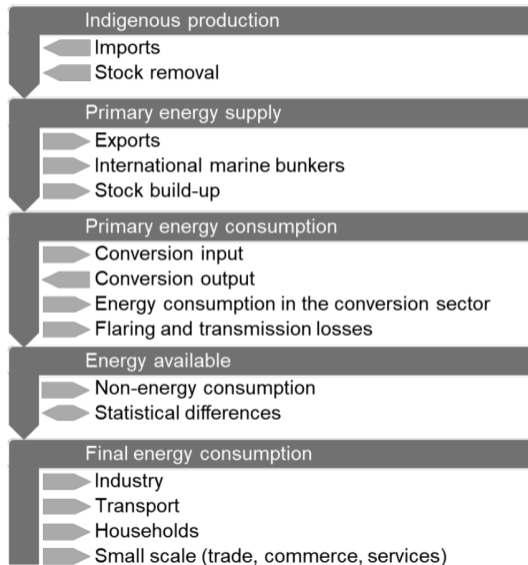 Indigenous production
Imports
Stock removal
Primary energy supply
Exports
International marine bunkers
Stock build-up
Primary energy consumption
Conversion input
Conversion output
Energy consumption in the conversion sector
Flaring and transmission losses
Energy available
Non-energy consumption
Statistical differences
Final energy consumption
Industry
Transport
Households
Small scale (trade, commerce, services)